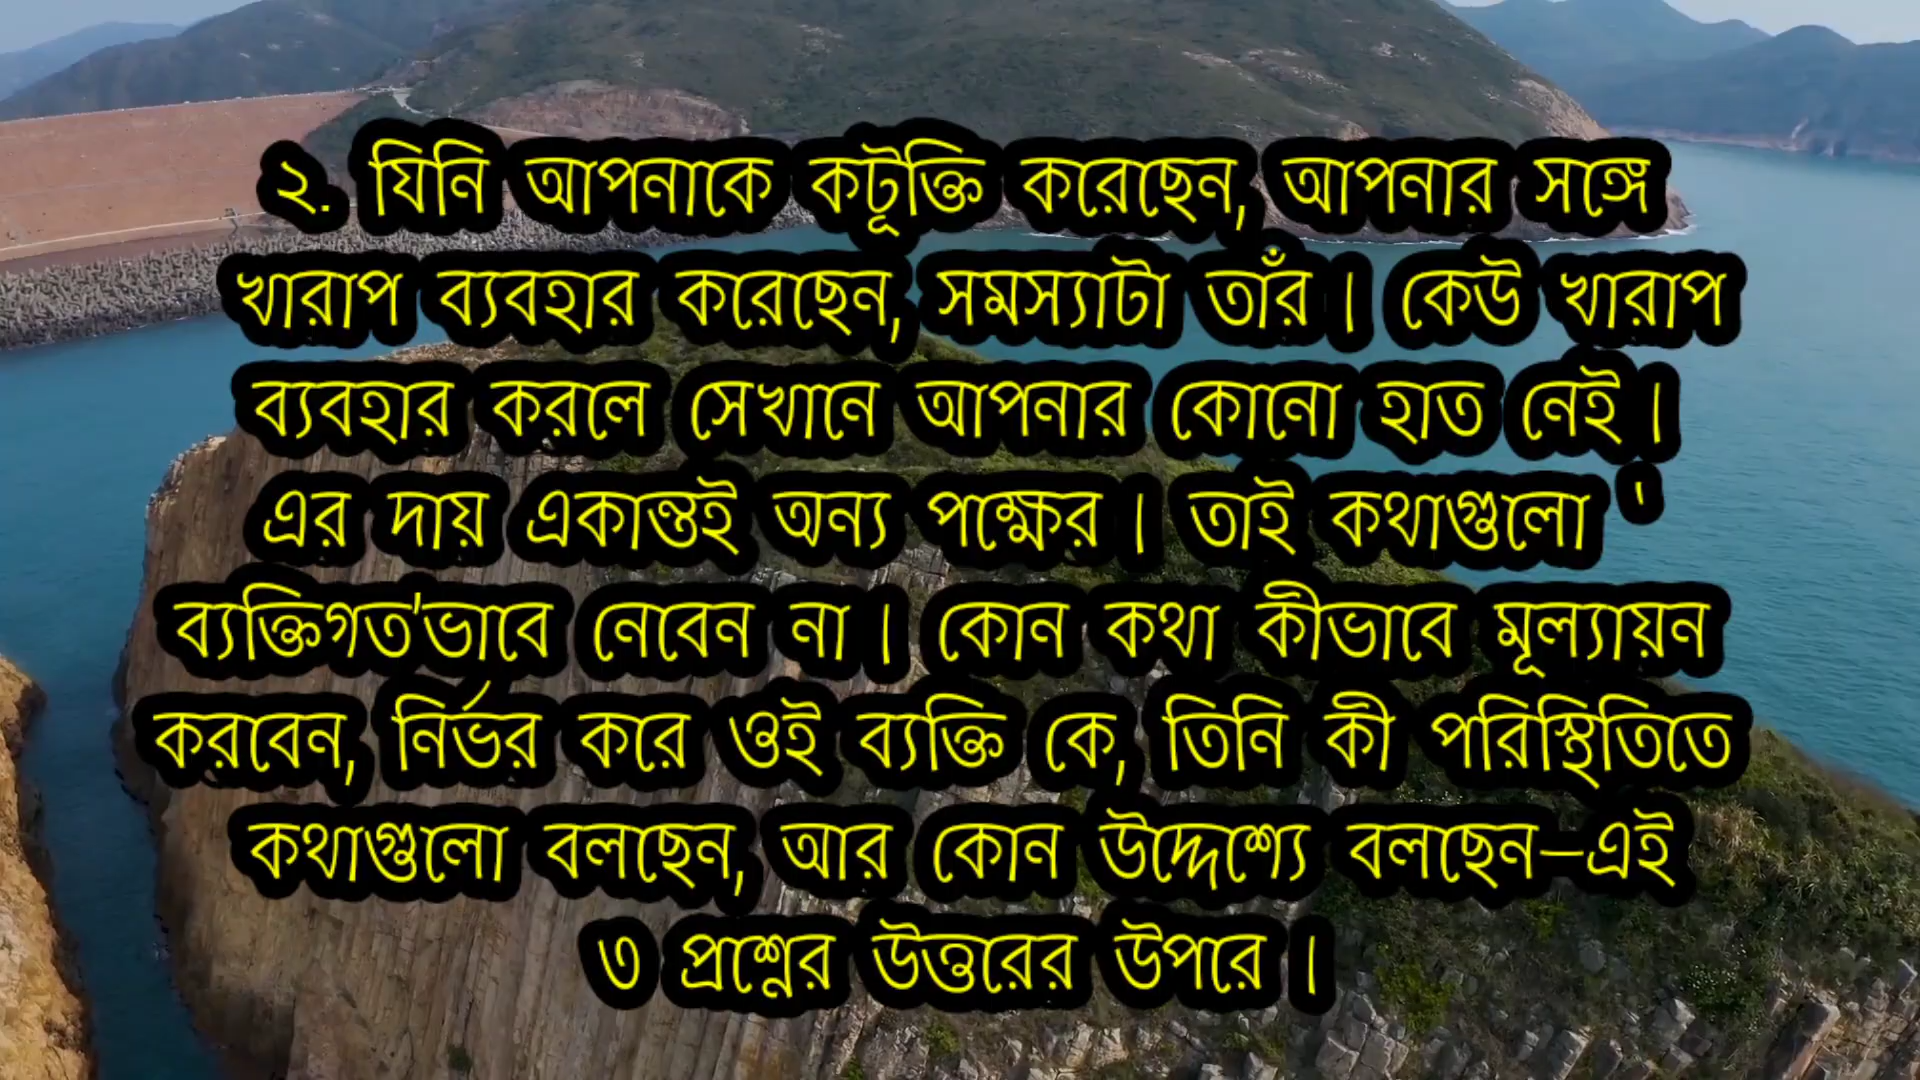 ২. যিনি আপনাকে কটূক্তি করেছেন, আপনার সঙ্গে
খারাপ ব্যবহার করেছেন, সমস্যাটা তাঁর। কেউ খারাপ
ব্যবহার করলে সেখানে আপনার কোনো হাত নেই।
এর দায় একান্তই অন্য পক্ষের। তাই কথাগুলো '
ব্যক্তিগত'ভাবে নেবেন না। কোন কথা কীভাবে মূল্যায়ন
করবেন, নির্ভর করে ওই ব্যক্তি কে, তিনি কী পরিস্থিতিতে
কথাগুলো বলছেন, আর কোন উদ্দেশ্যে বলছেন—এই
৩ প্রশ্নের উত্তরের উপরে।